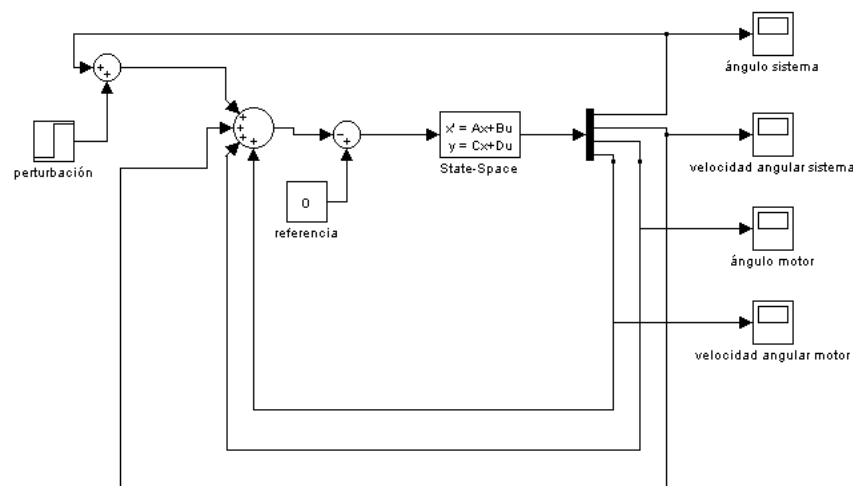 ángulo sistema
perturbación
x' = Ax+Bu
y = Cx+Du
State-Space
velocidad angular sistema
0
referencia
ángulo motor
velocidad angular motor